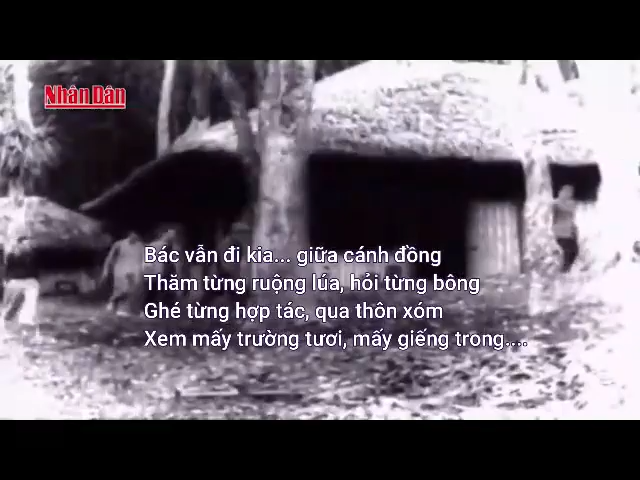 Nhân Dân
Bác vẫn đi kia... giữa cánh đồng
Thăm từng ruộng lúa, hỏi từng bông
Ghé từng hợp tác, qua thôn xóm
Xem mấy trường tươi, mấy giếng trong....